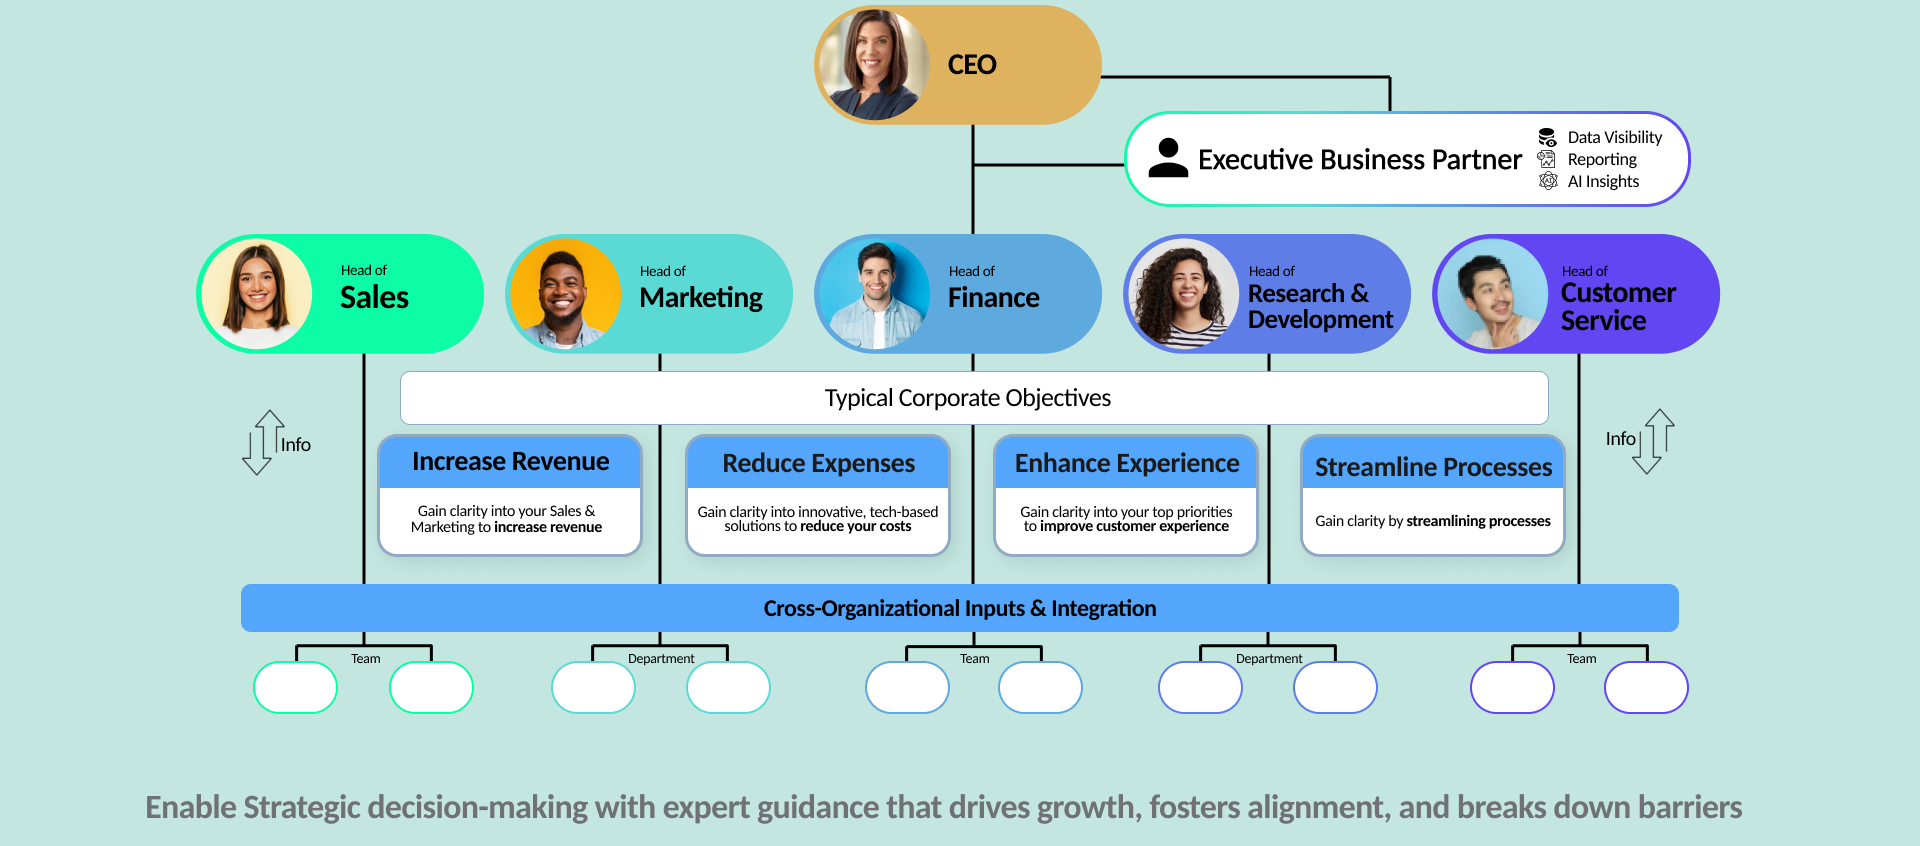 CEO
Executive Business Partner
Data Visibility
Reporting
AI Insights
Head of
Sales
Head of
Marketing
Head of
Finance
Head of
Research &
Development
Head of
Customer
Service
Typical Corporate Objectives
Info
Info
Increase Revenue
Gain clarity into your Sales &
Marketing to increase revenue
Reduce Expenses
Gain clarity into innovative, tech-based
solutions to reduce your costs
Enhance Experience
Gain clarity into your top priorities
to improve customer experience
Streamline Processes
Gain clarity by streamlining processes
Cross-Organizational Inputs & Integration
Team
Department
Team
Department
Team
Enable Strategic decision-making with expert guidance that drives growth, fosters alignment, and breaks down barriers